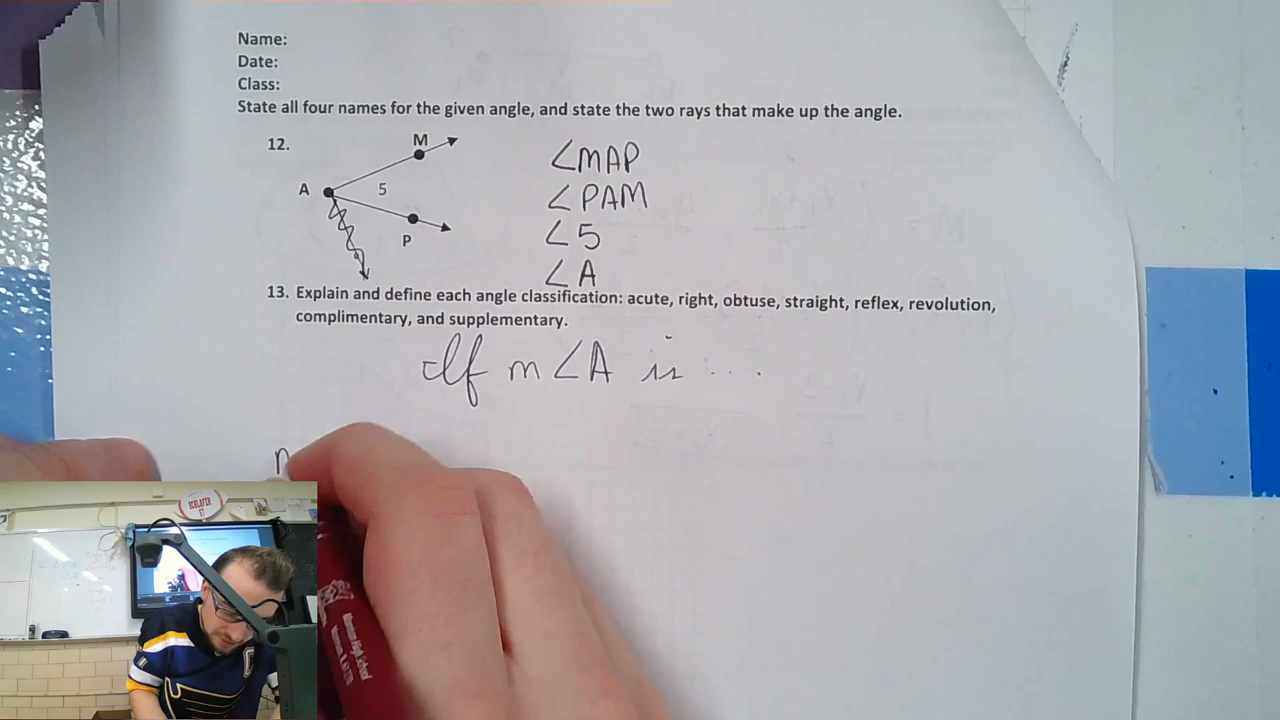 Name:
Date:
Class:
State all four names for the given angle, and state the two rays that make up the angle.
12.
M
A
5
P
∠MAP
∠PAM
∠5
∠A
13. Explain and define each angle classification: acute, right, obtuse, straight, reflex, revolution,
complimentary, and supplementary.
If m∠A is ....